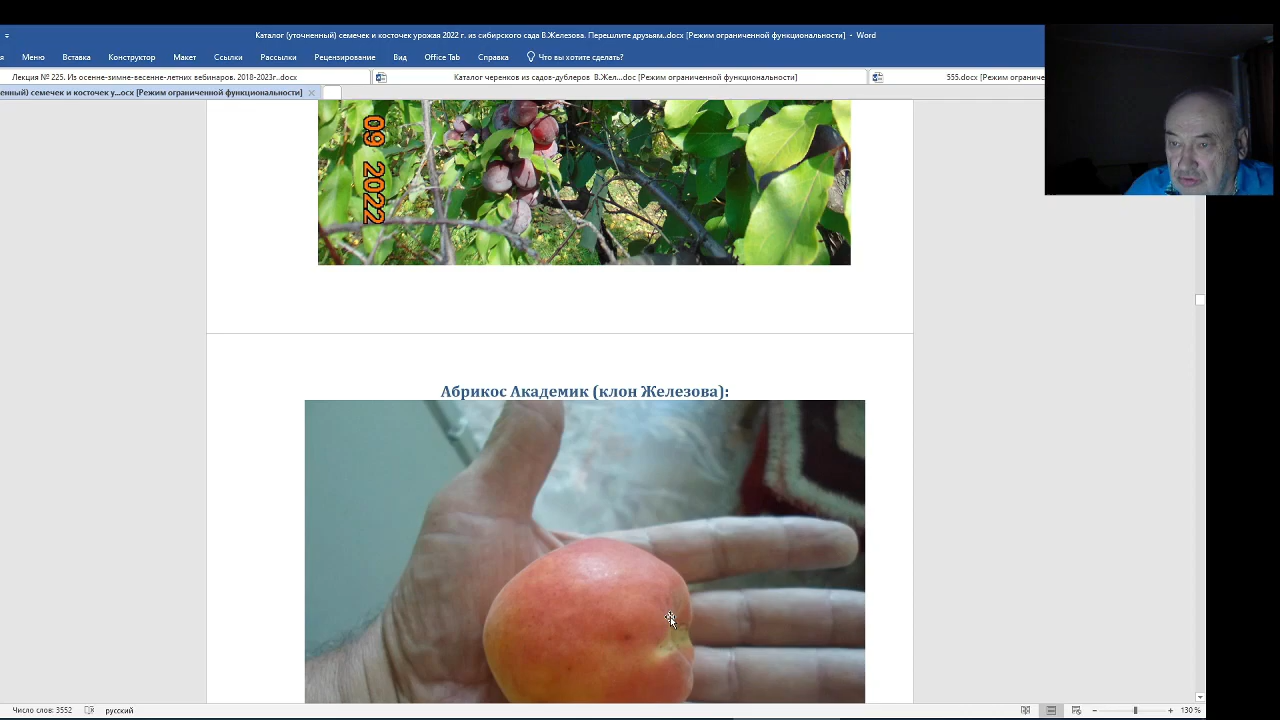 Каталог (уточненный) семечек и косточек урожая 2022 г. из сибирского сада В.Железова. Перешлите друзьям..docx [Режим ограниченной функциональности] - Word
Меню Вставка Конструктор Макет Ссылки Рассылки Рецензирование Вид Office Tab Справка Что вы хотите сделать?
Лекция № 225. Из осенне-зимне-весенне-летних вебинаров. 2018-2023г..docx Каталог черенков из садов-дублеров В.Жел...doc [Режим ограниченной функциональности] 555.docx [Режим ограниче
енный) семечек и косточек у...ocx [Режим ограниченной функциональности]
09 2022
Абрикос Академик (клон Железова):
Число слов: 3552 русский 130 %